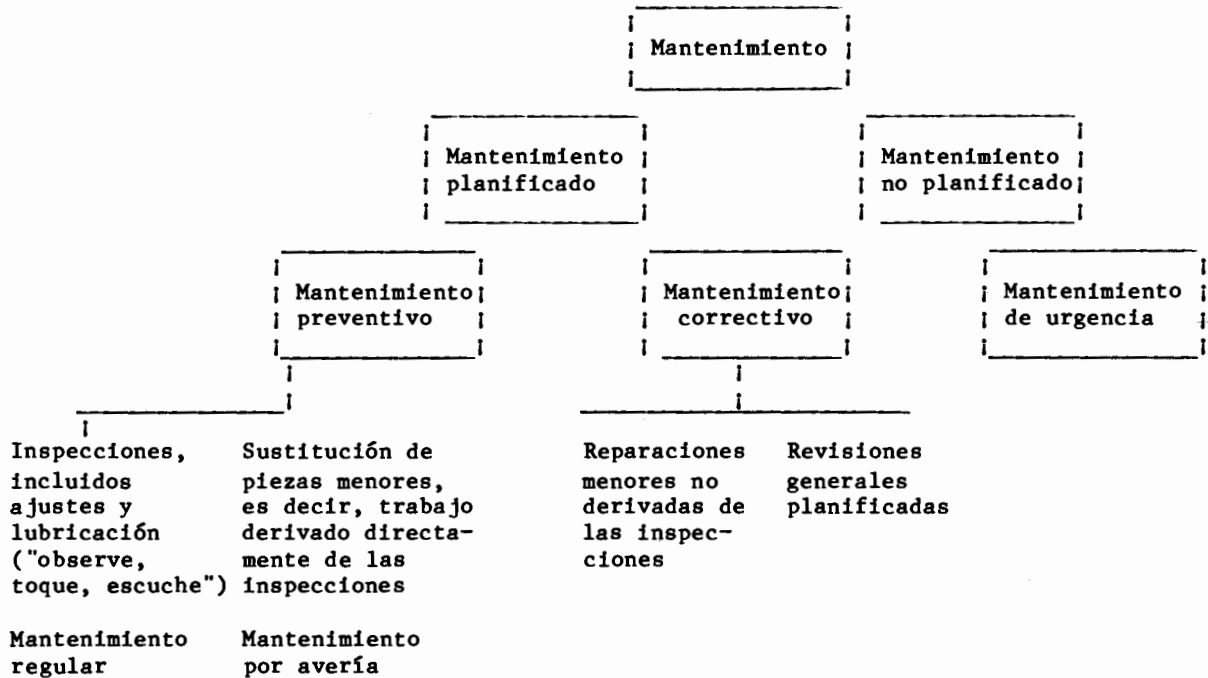 Mantenimiento
Mantenimiento
planificado
Mantenimiento
no planificado
Mantenimiento
preventivo
Mantenimiento
correctivo
Mantenimiento
de urgencia
Inspecciones,
incluidos
ajustes y
lubricación
("observe,
toque, escuche")
Sustitución de
piezas menores,
es decir, trabajo
derivado directa-
mente de las
inspecciones
Reparaciones
menores no
derivadas de
las inspec-
ciones
Revisiones
generales
planificadas
Mantenimiento
regular
Mantenimiento
por avería